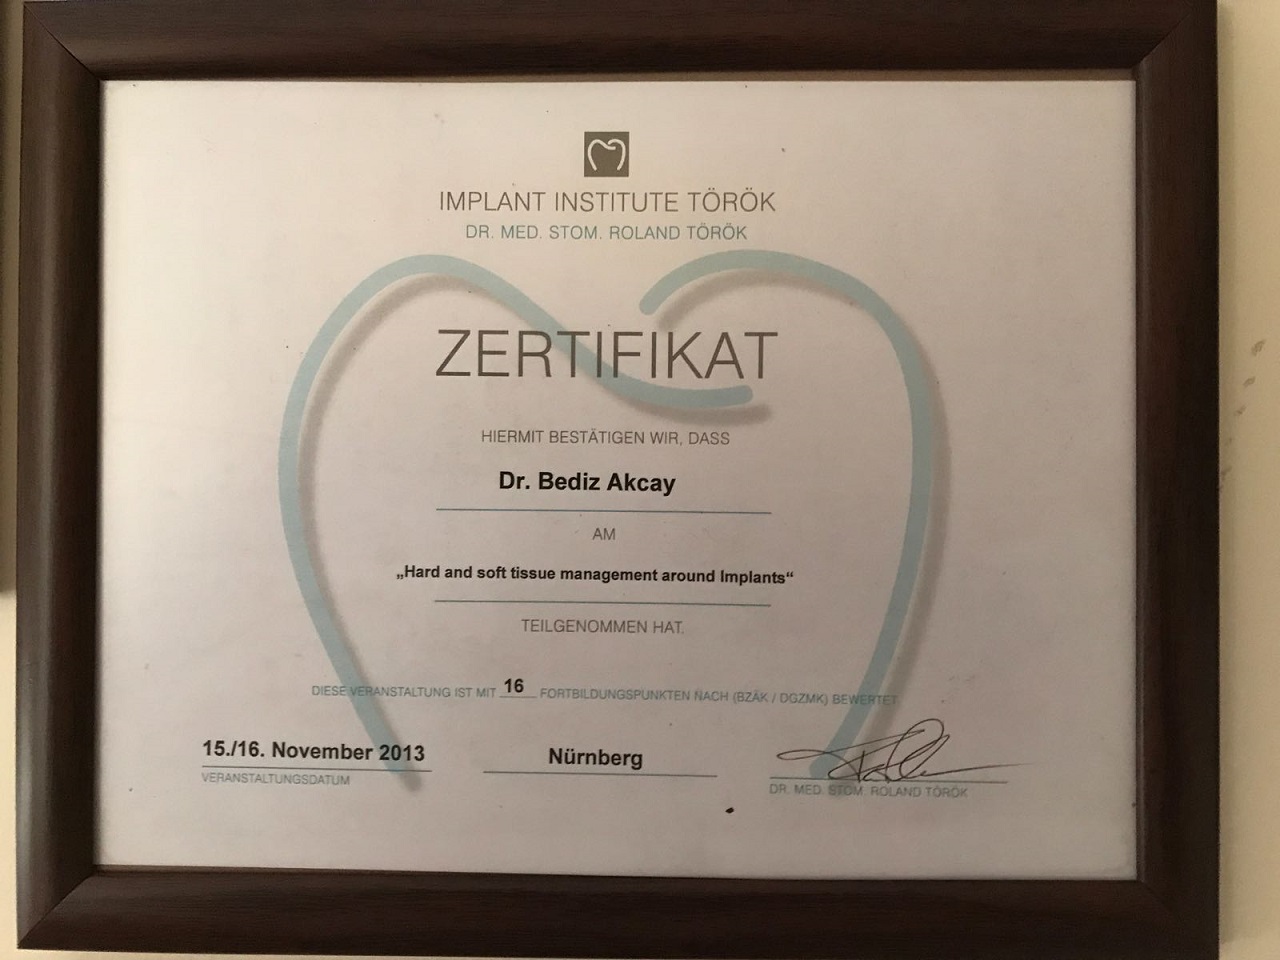 IMPLANT INSTITUTE TÖRÖK
DR. MED. STOM. ROLAND TÖRÖK
ZERTIFIKAT
HIERMIT BESTÄTIGEN WIR, DASS
Dr. Bediz Akcay
AM
„Hard and soft tissue management around Implants“
TEILGENOMMEN HAT.
DIESE VERANSTALTUNG IST MIT 16 FORTBILDUNGSPUNKTEN NACH (BZÄK / DGZMK) BEWERTET
15./16. November 2013 Nürnberg
VERANSTALTUNGSDATUM DR. MED. STOM. ROLAND TÖRÖK